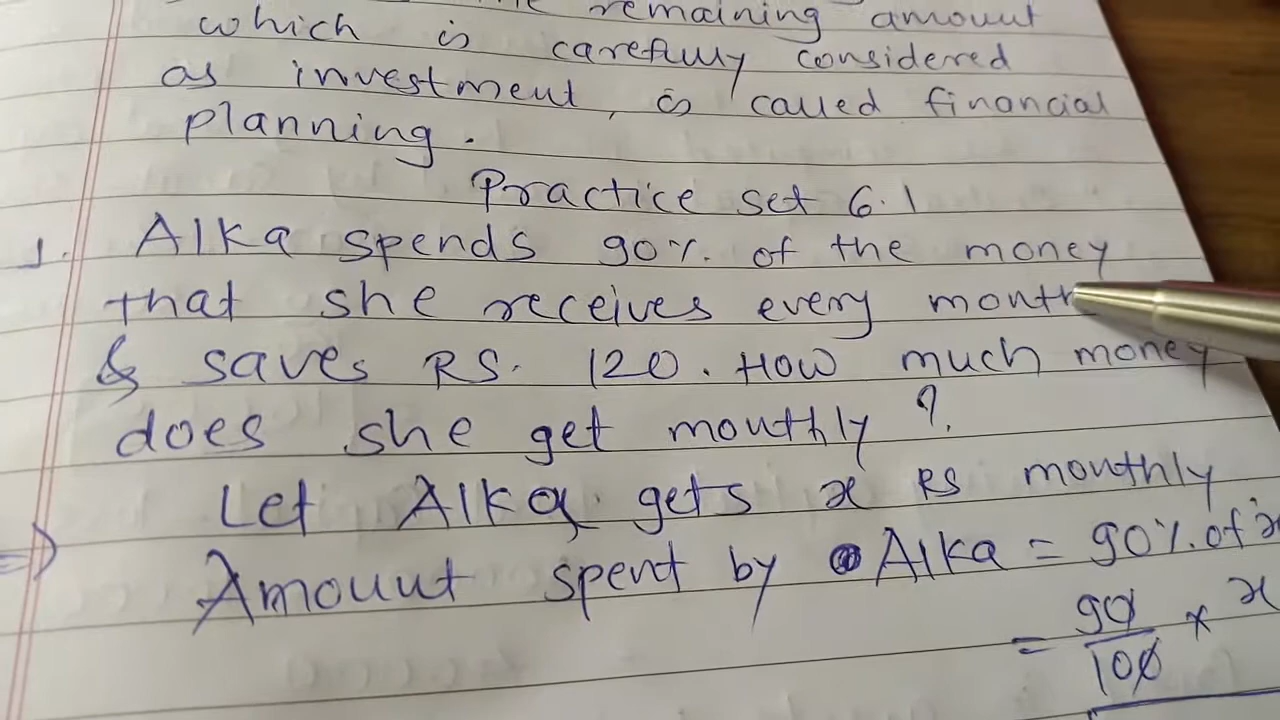 remaining amount
which is carefully considered
as investment, is called financial
planning.
Practice set 6.1
1. Alka spends 90% of the money
that she receives every month
& saves RS. 120. How much money
does she get monthly ?
Let Alka gets x RS monthly
=> Amount spent by Alka = 90% of x
= 90/100 × x